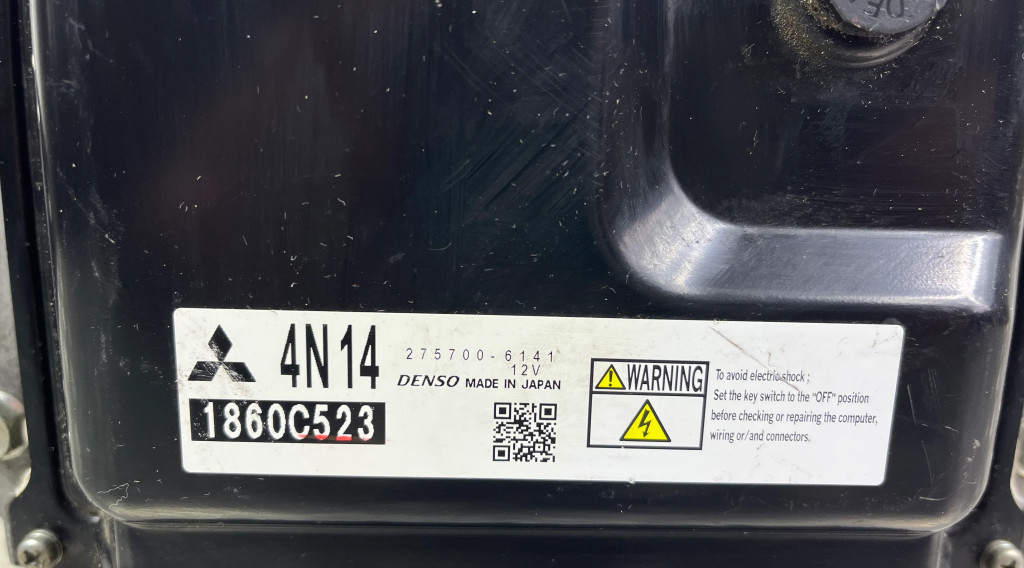 4N14
275700-6141
12V
DENSO MADE IN JAPAN
1860C523
WARNING
To avoid electric shock ;
Set the key switch to the "OFF" position
before checking or repairing the computer,
wiring or/and connectors.